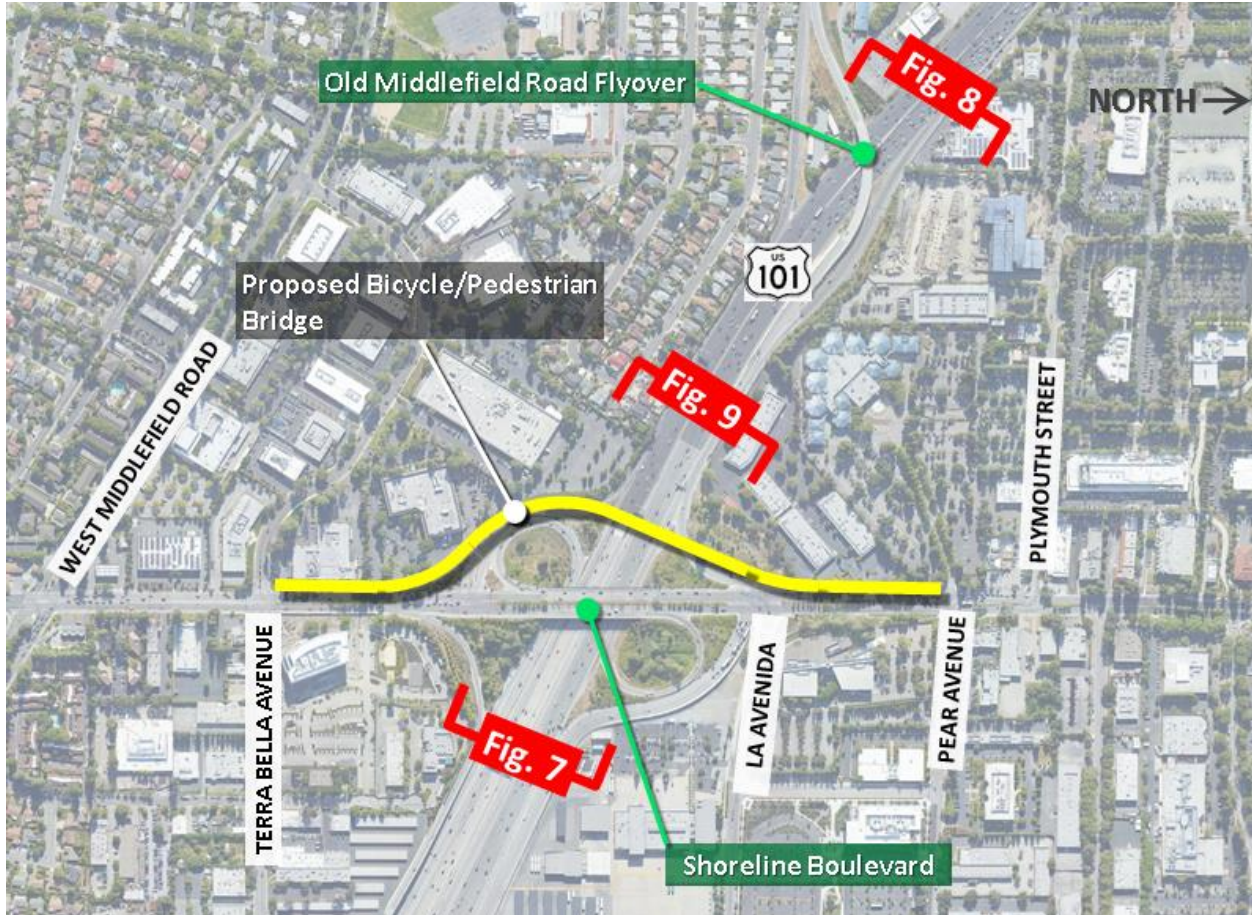 Old Middlefield Road Flyover
Fig. 8
NORTH →
US
101
Proposed Bicycle/Pedestrian
Bridge
Fig. 9
WEST MIDDLEFIELD ROAD
PLYMOUTH STREET
TERRA BELLA AVENUE
LA AVENIDA
PEAR AVENUE
Fig. 7
Shoreline Boulevard